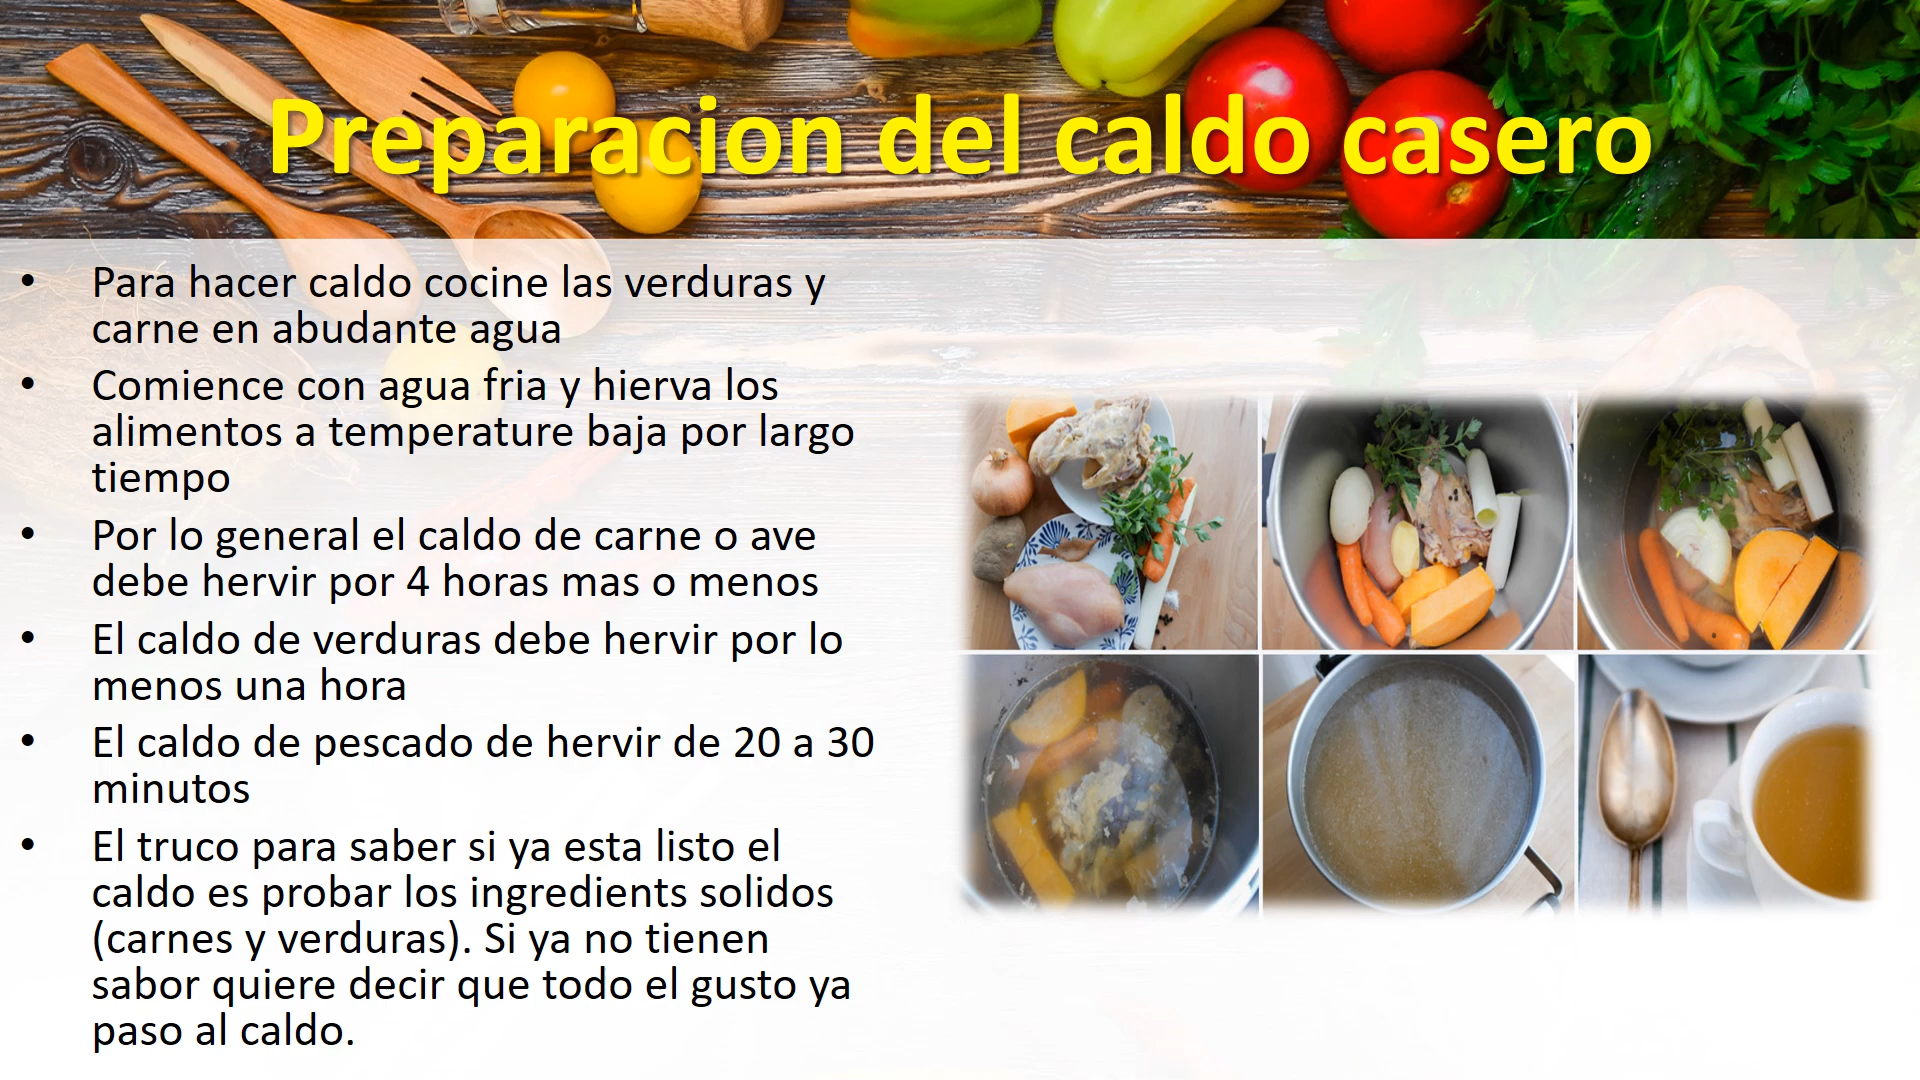 Preparacion del caldo casero
• Para hacer caldo cocine las verduras y
carne en abudante agua
• Comience con agua fria y hierva los
alimentos a temperature baja por largo
tiempo
• Por lo general el caldo de carne o ave
debe hervir por 4 horas mas o menos
• El caldo de verduras debe hervir por lo
menos una hora
• El caldo de pescado de hervir de 20 a 30
minutos
• El truco para saber si ya esta listo el
caldo es probar los ingredients solidos
(carnes y verduras). Si ya no tienen
sabor quiere decir que todo el gusto ya
paso al caldo.